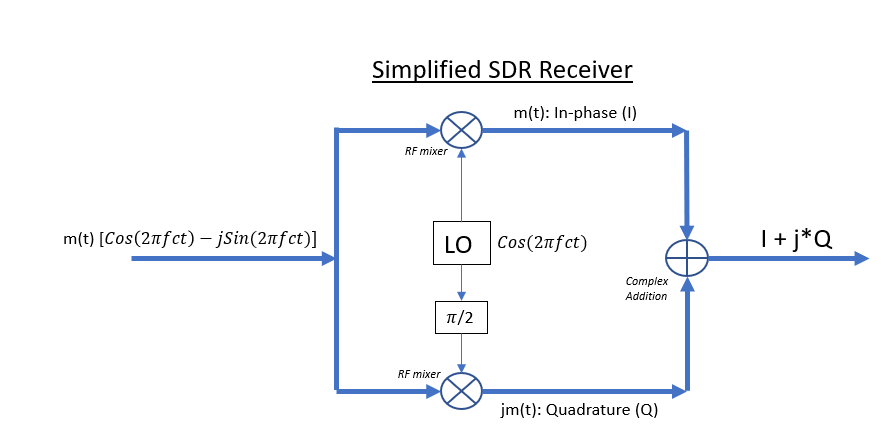 Simplified SDR Receiver
m(t): In-phase (I)
RF mixer
m(t) [Cos(2πfct) − jSin(2πfct)]
LO
Cos(2πfct)
I + j*Q
Complex
Addition
π/2
RF mixer
jm(t): Quadrature (Q)